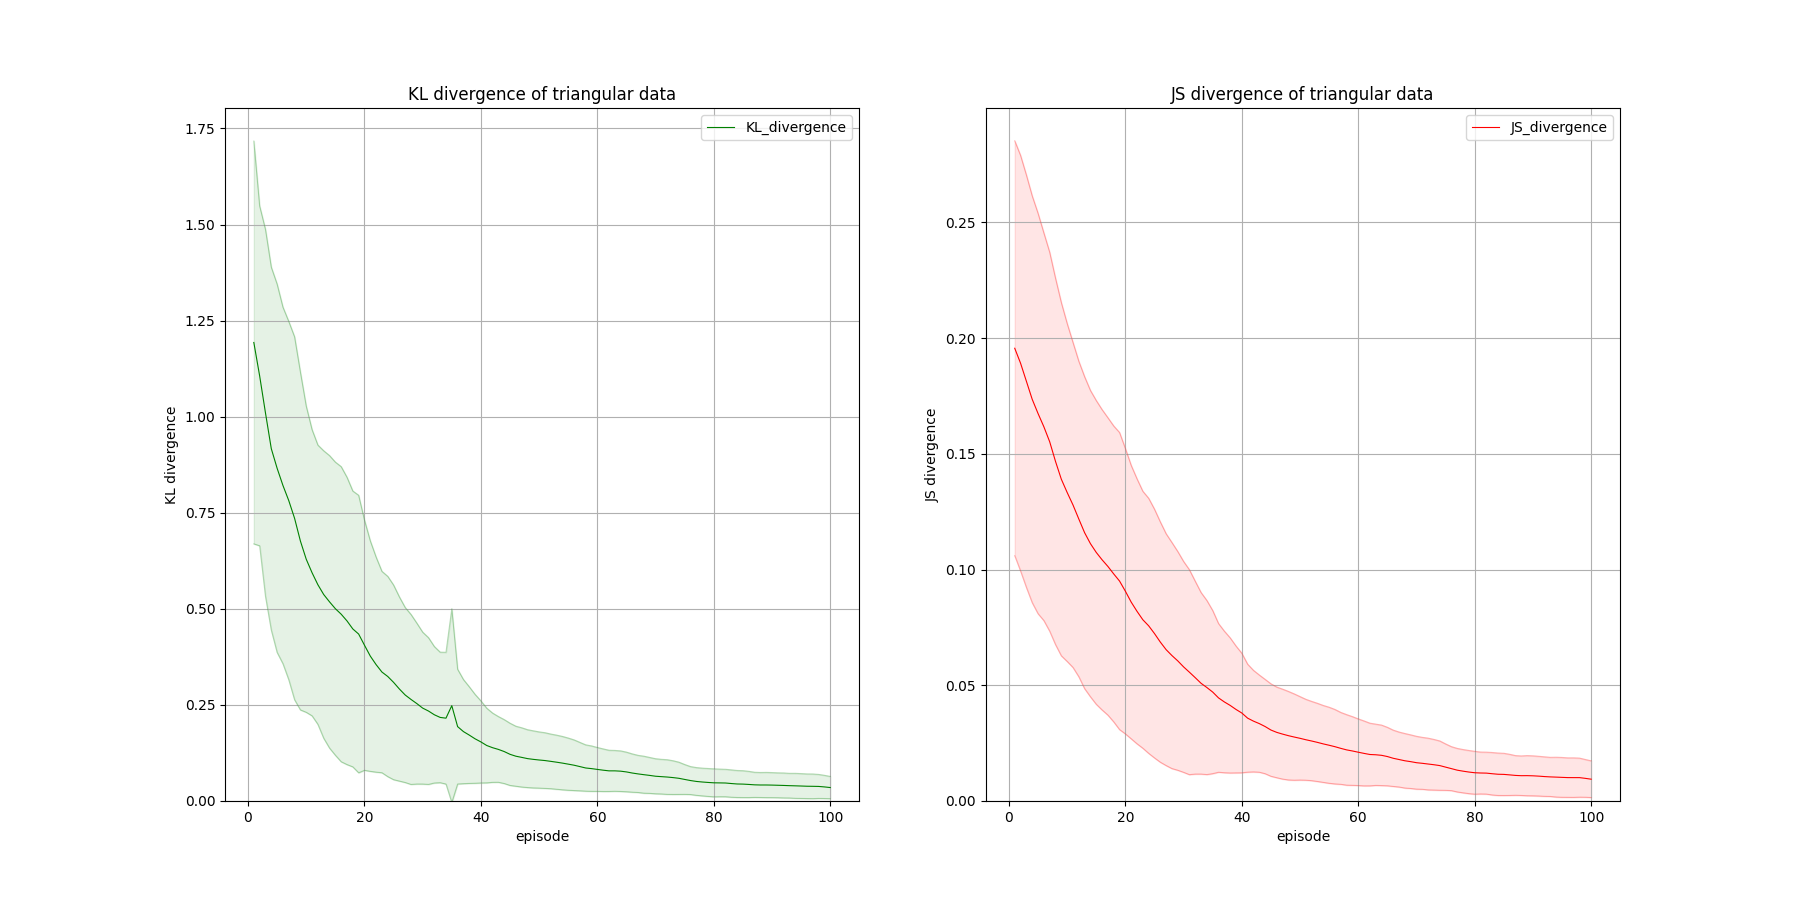 KL divergence of triangular data
KL_divergence
KL divergence
1.75
1.50
1.25
1.00
0.75
0.50
0.25
0.00
0 20 40 60 80 100
episode
JS divergence of triangular data
JS_divergence
JS divergence
0.25
0.20
0.15
0.10
0.05
0.00
0 20 40 60 80 100
episode